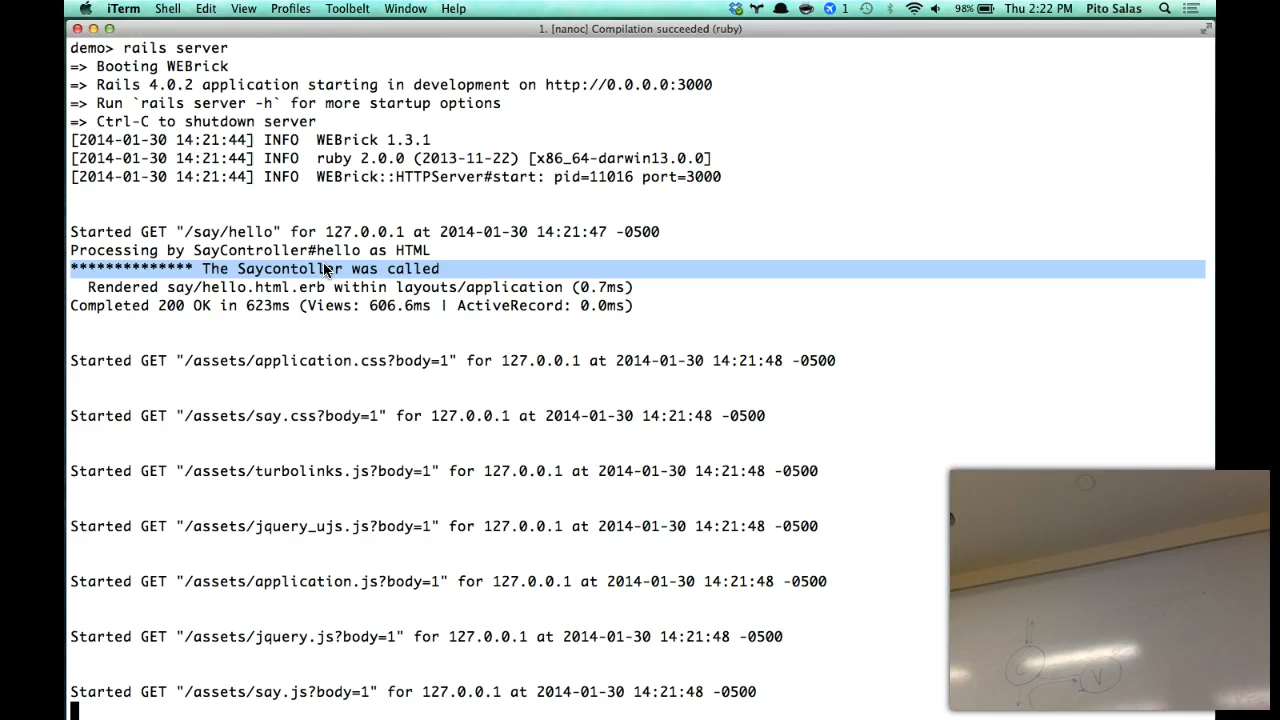 iTerm Shell Edit View Profiles Toolbelt Window Help 1 98% Thu 2:22 PM Pito Salas
1. [nanoc] Compilation succeeded (ruby)
demo> rails server
=> Booting WEBrick
=> Rails 4.0.2 application starting in development on http://0.0.0.0:3000
=> Run `rails server -h` for more startup options
=> Ctrl-C to shutdown server
[2014-01-30 14:21:44] INFO  WEBrick 1.3.1
[2014-01-30 14:21:44] INFO  ruby 2.0.0 (2013-11-22) [x86_64-darwin13.0.0]
[2014-01-30 14:21:44] INFO  WEBrick::HTTPServer#start: pid=11016 port=3000
Started GET "/say/hello" for 127.0.0.1 at 2014-01-30 14:21:47 -0500
Processing by SayController#hello as HTML
************** The Saycontoller was called
  Rendered say/hello.html.erb within layouts/application (0.7ms)
Completed 200 OK in 623ms (Views: 606.6ms | ActiveRecord: 0.0ms)
Started GET "/assets/application.css?body=1" for 127.0.0.1 at 2014-01-30 14:21:48 -0500
Started GET "/assets/say.css?body=1" for 127.0.0.1 at 2014-01-30 14:21:48 -0500
Started GET "/assets/turbolinks.js?body=1" for 127.0.0.1 at 2014-01-30 14:21:48 -0500
Started GET "/assets/jquery_ujs.js?body=1" for 127.0.0.1 at 2014-01-30 14:21:48 -0500
Started GET "/assets/application.js?body=1" for 127.0.0.1 at 2014-01-30 14:21:48 -0500
Started GET "/assets/jquery.js?body=1" for 127.0.0.1 at 2014-01-30 14:21:48 -0500
Started GET "/assets/say.js?body=1" for 127.0.0.1 at 2014-01-30 14:21:48 -0500
C V